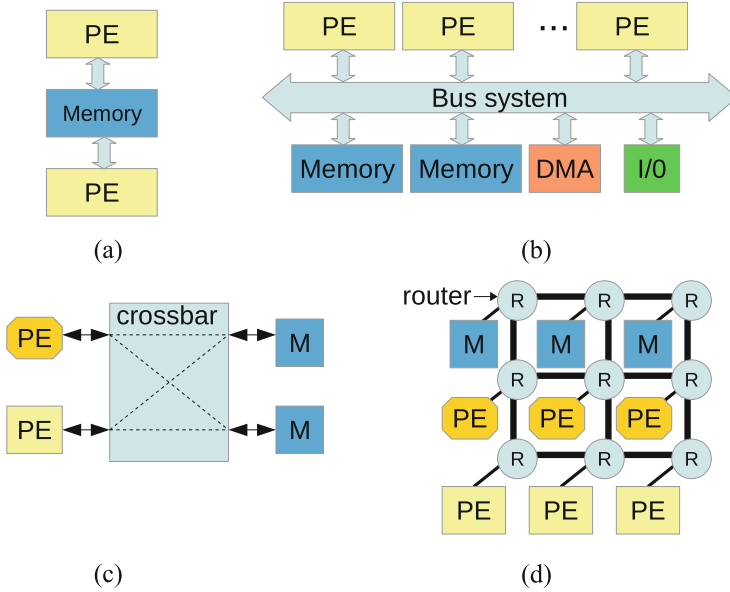 PE
Memory
PE
(a)
PE PE ... PE
Bus system
Memory Memory DMA I/0
(b)
crossbar
PE M
PE M
(c)
router R R R
M M M
R R R
PE PE PE
R R R
PE PE PE
(d)